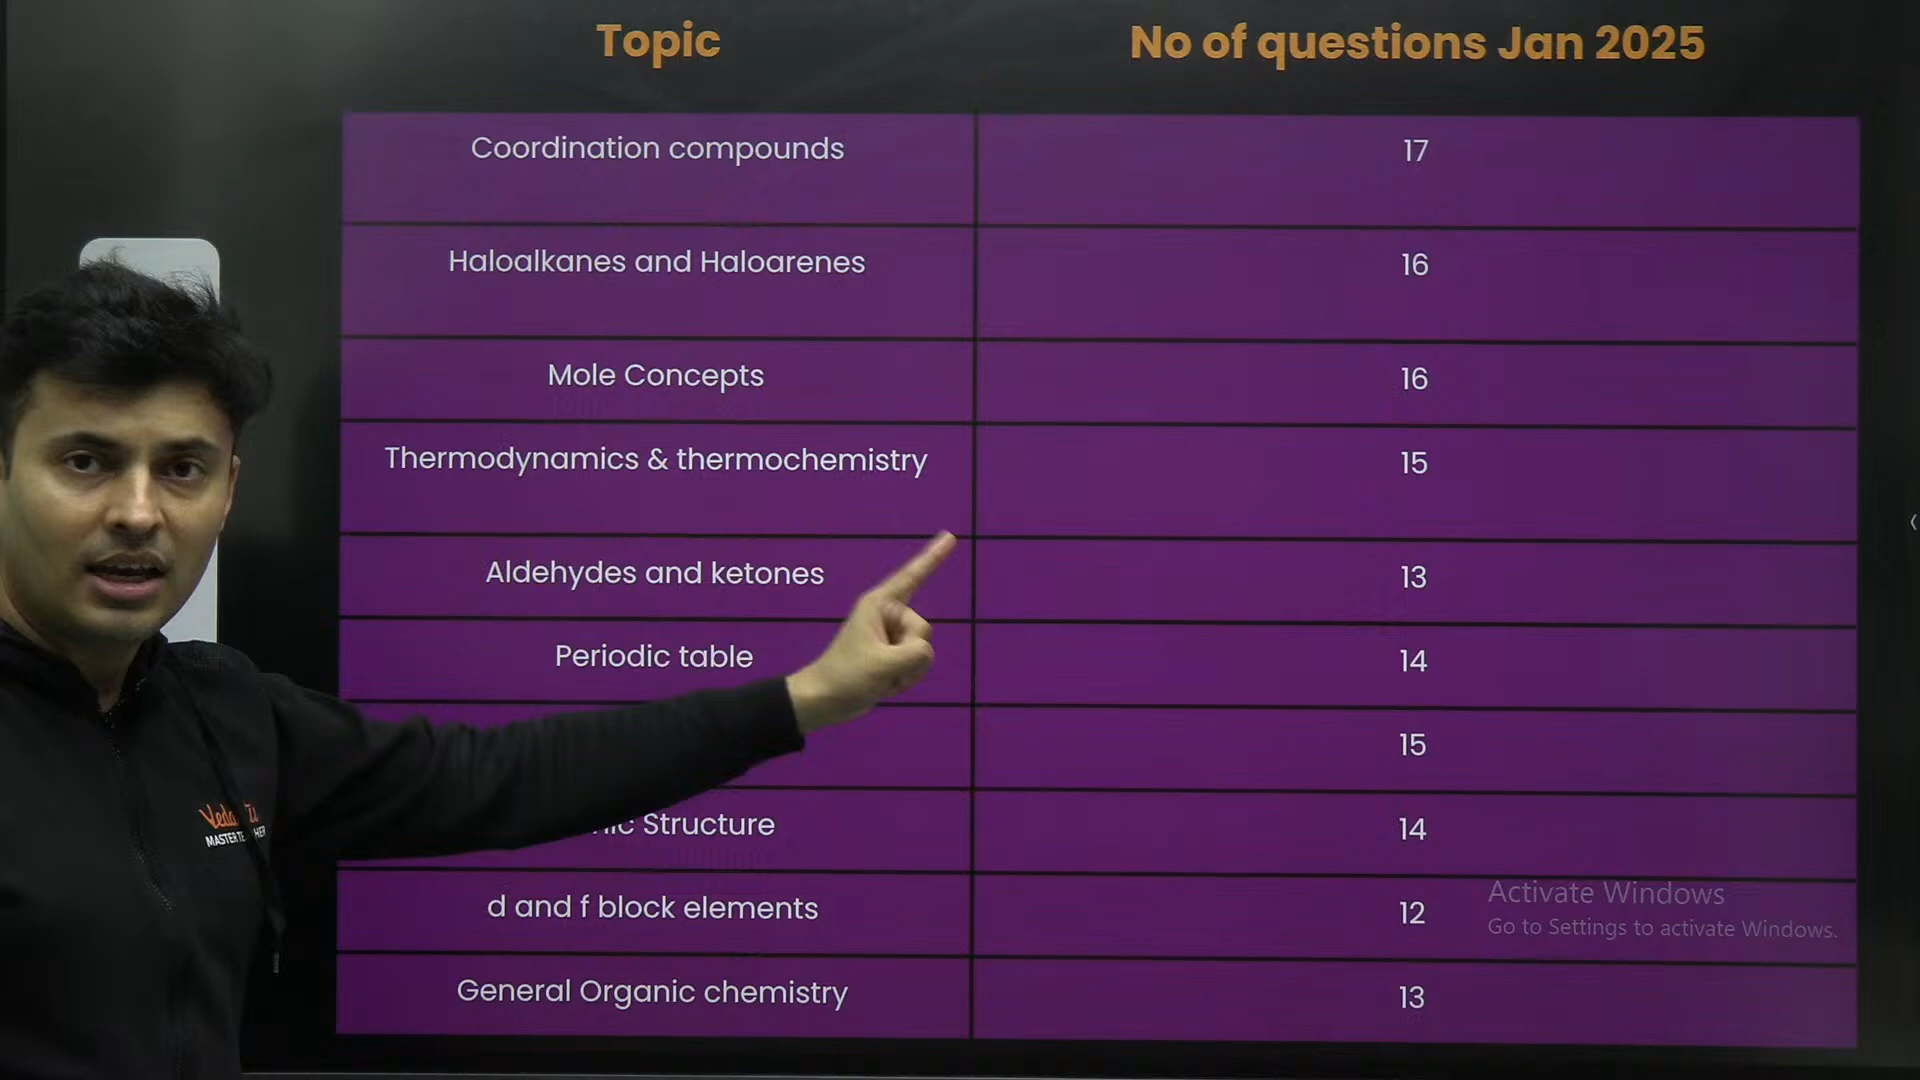 Topic No of questions Jan 2025
Coordination compounds 17
Haloalkanes and Haloarenes 16
Mole Concepts 16
Thermodynamics & thermochemistry 15
Aldehydes and ketones 13
Periodic table 14
15
Structure 14
d and f block elements 12
General Organic chemistry 13
Activate Windows
Go to Settings to activate Windows.